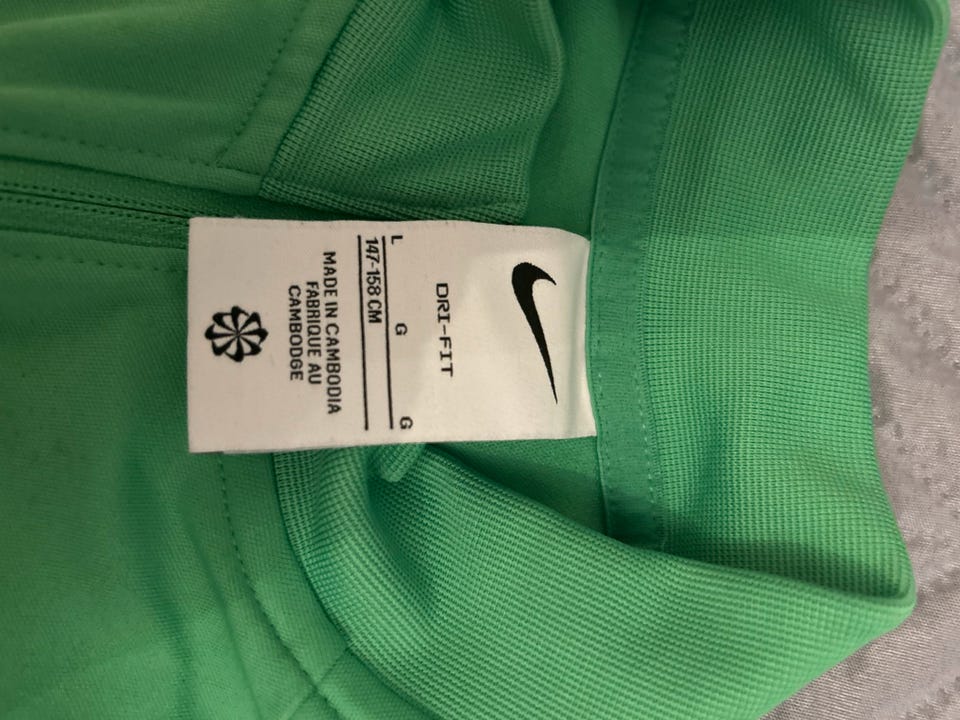 DRI-FIT
L G G
147-158 CM
MADE IN CAMBODIA
FABRIQUE AU
CAMBODGE